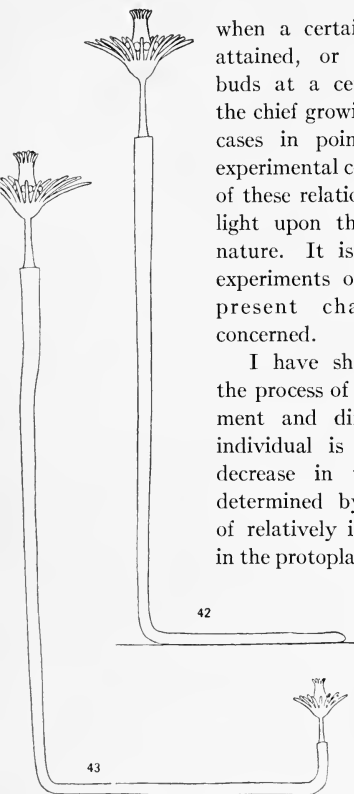 when a certai
attained, or
buds at a ce
the chief growi
cases in poin
experimental c
of these relatio
light upon th
nature. It is
experiments o
present cha
concerned.
I have sh
the process of
ment and di
individual is
decrease in
determined by
of relatively i
in the protopla
42
43